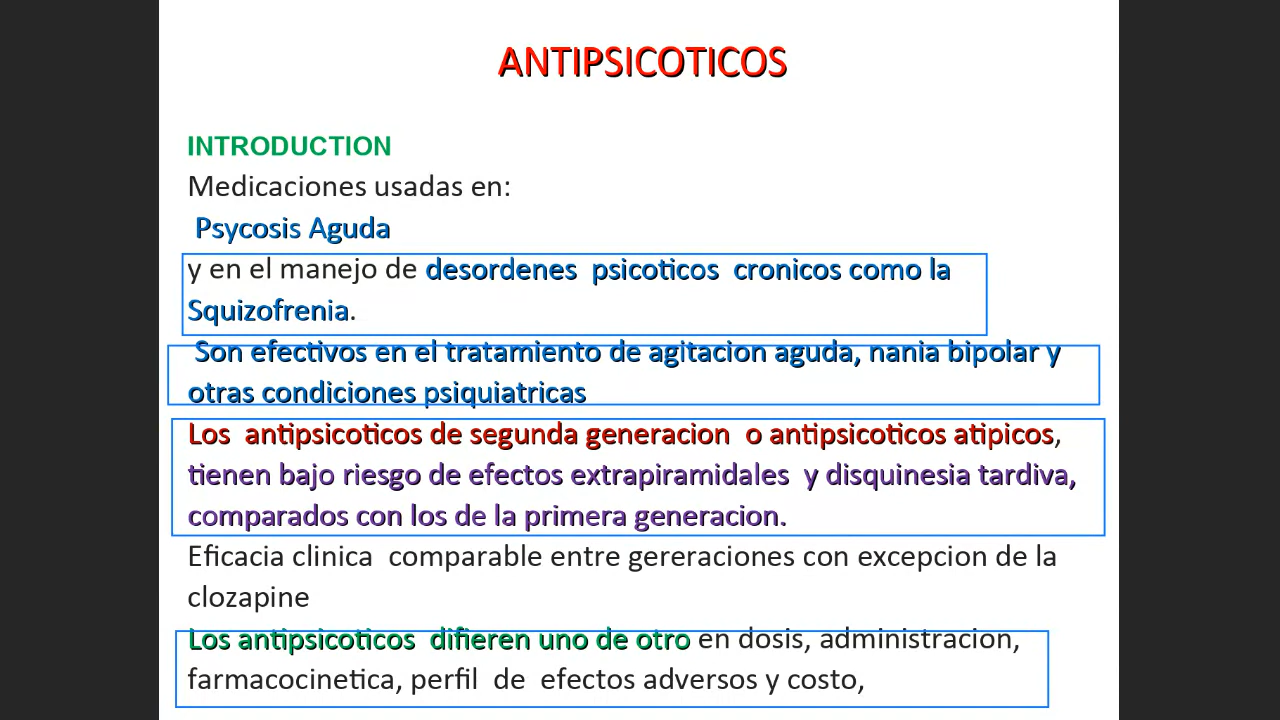 ANTIPSICOTICOS
INTRODUCTION
Medicaciones usadas en:
Psycosis Aguda
y en el manejo de desordenes psicoticos cronicos como la
Squizofrenia.
Son efectivos en el tratamiento de agitacion aguda, nania bipolar y
otras condiciones psiquiatricas
Los antipsicoticos de segunda generacion o antipsicoticos atipicos,
tienen bajo riesgo de efectos extrapiramidales y disquinesia tardiva,
comparados con los de la primera generacion.
Eficacia clinica comparable entre gereraciones con excepcion de la
clozapine
Los antipsicoticos difieren uno de otro en dosis, administracion,
farmacocinetica, perfil de efectos adversos y costo,